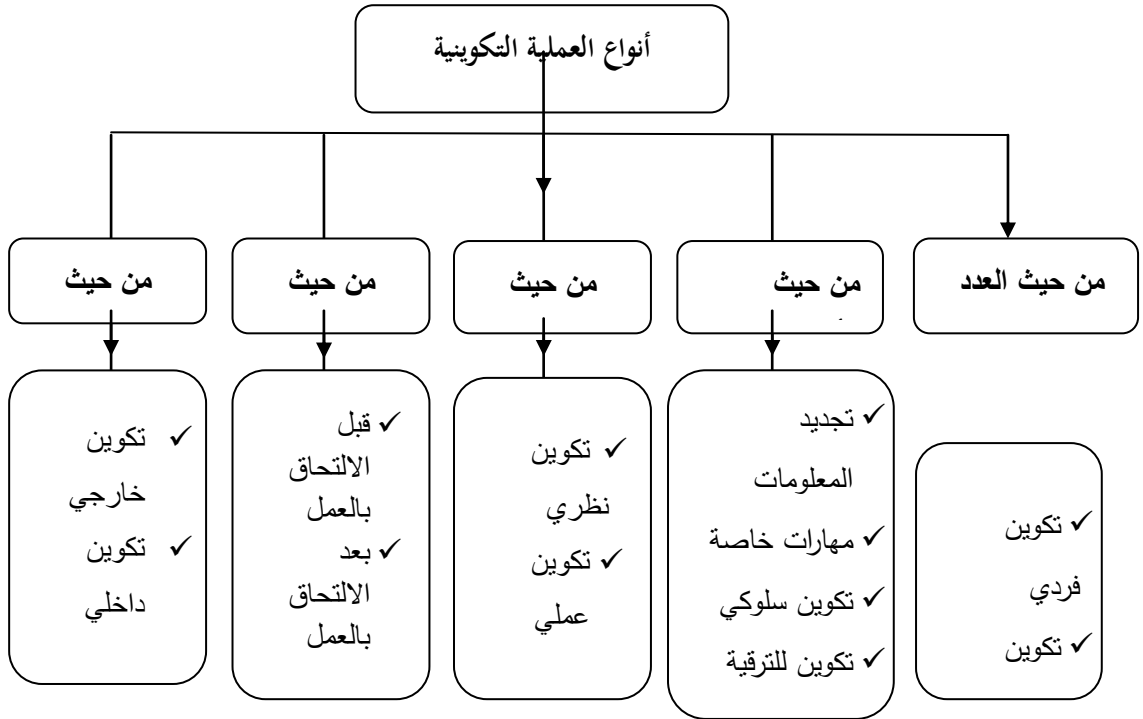 أنواع العملية التكوينية
من حيث العدد
من حيث
من حيث
من حيث
من حيث
تكوين ✓
فردي
تكوين ✓
تجديد ✓
المعلومات
مهارات خاصة ✓
تكوين سلوكي ✓
تكوين للترقية ✓
تكوين ✓
نظري
تكوين ✓
عملي
قبل ✓
الالتحاق
بالعمل
بعد ✓
الالتحاق
بالعمل
تكوين ✓
خارجي
تكوين ✓
داخلي